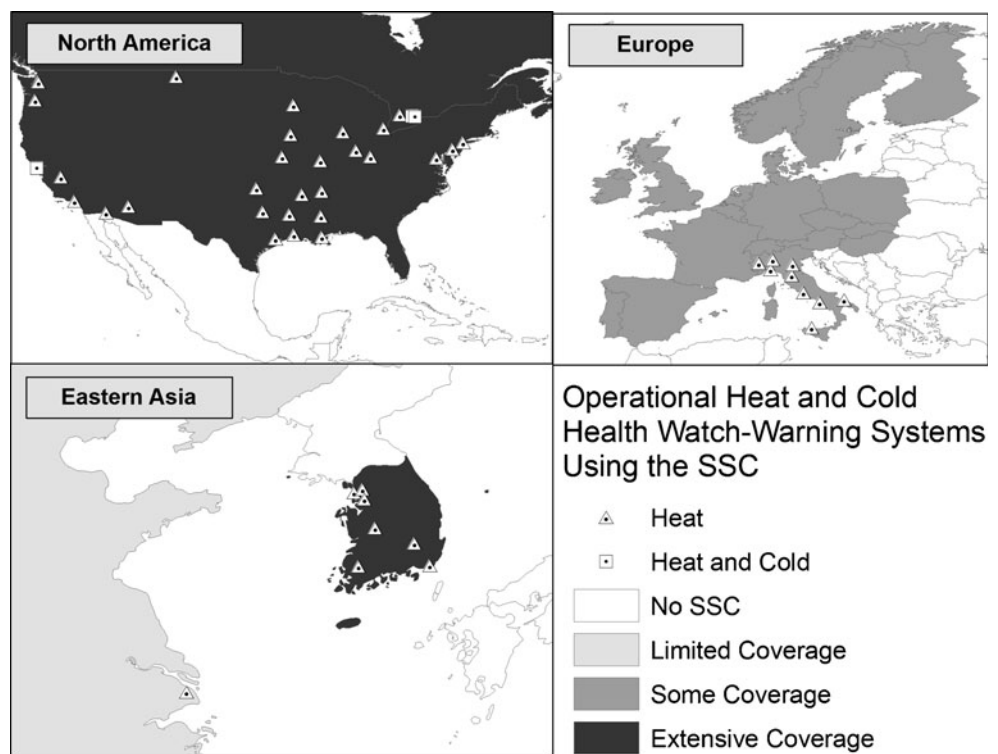 North America
Europe
Eastern Asia
Operational Heat and Cold
Health Watch-Warning Systems
Using the SSC
Heat
Heat and Cold
No SSC
Limited Coverage
Some Coverage
Extensive Coverage